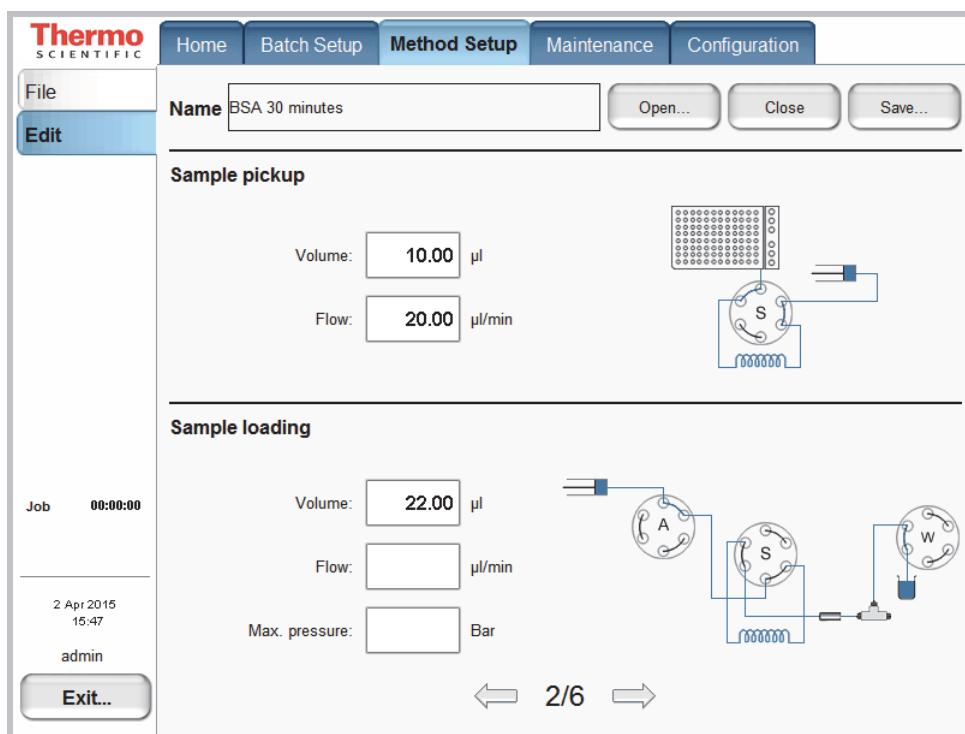 Thermo
SCIENTIFIC
Home Batch Setup Method Setup Maintenance Configuration
File
Edit
Name BSA 30 minutes Open... Close Save...
Sample pickup
Volume: 10.00 µl
Flow: 20.00 µl/min
S
Sample loading
Volume: 22.00 µl
Flow: µl/min
Max. pressure: Bar
A
S
W
Job 00:00:00
2 Apr 2015
15:47
admin
Exit...
2/6